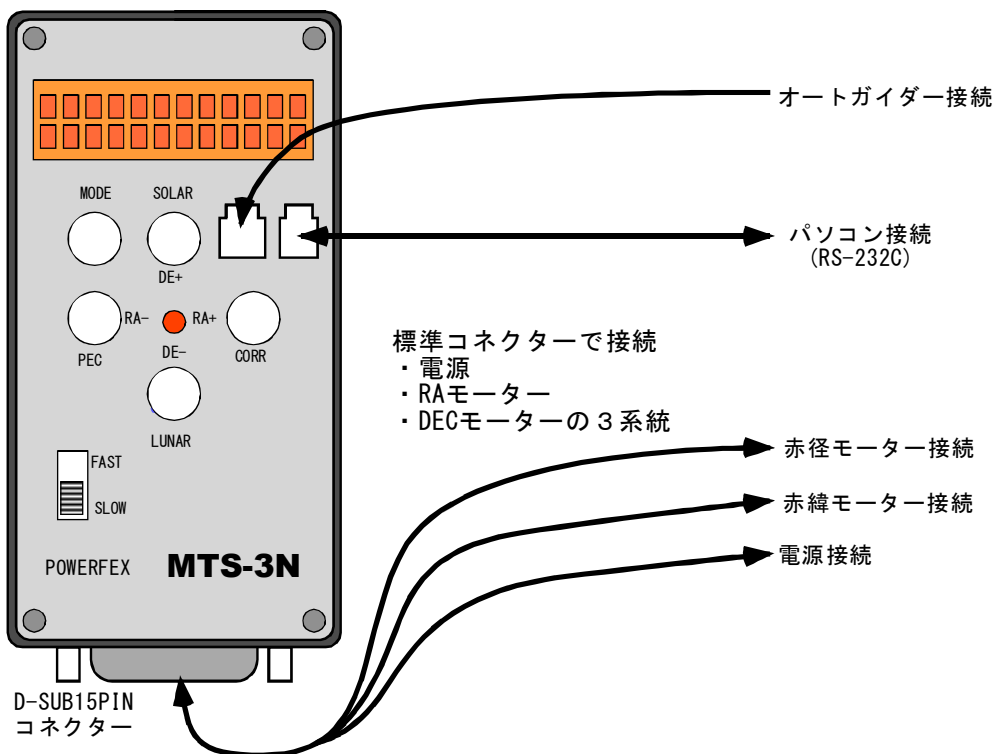 オートガイダー接続
MODE
SOLAR
パソコン接続
(RS-232C)
DE+
RA-
RA+
DE-
PEC
CORR
標準コネクターで接続
・電源
・RAモーター
・DECモーターの３系統
LUNAR
赤径モーター接続
FAST
赤緯モーター接続
SLOW
電源接続
POWERFEX
MTS-3N
D-SUB15PIN
コネクター